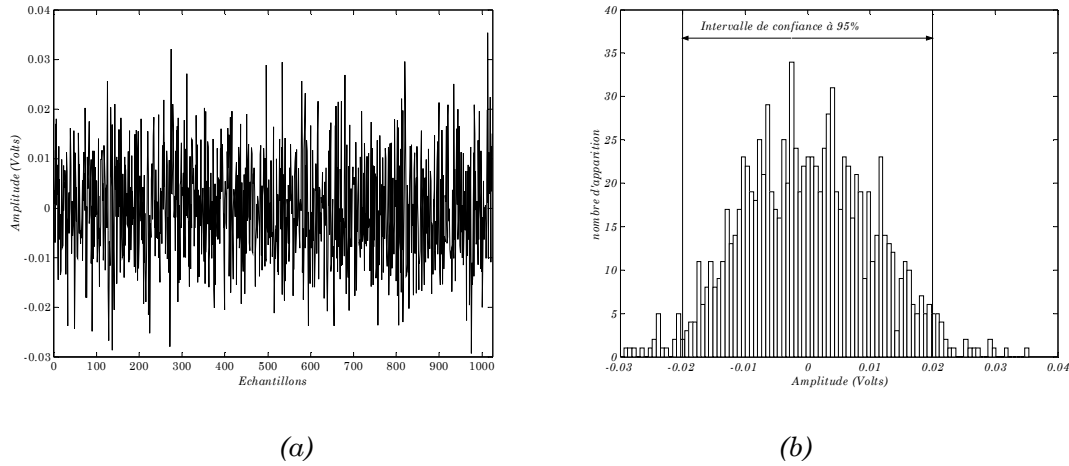 0.04
0.03
0.02
0.01
0
-0.01
-0.02
-0.03
Amplitude (Volts)
0 100 200 300 400 500 600 700 800 900 1000
Echantillons
(a)
40
35
30
25
20
15
10
5
0
nombre d'apparition
Intervalle de confiance à 95%
-0.03 -0.02 -0.01 0 0.01 0.02 0.03 0.04
Amplitude (Volts)
(b)